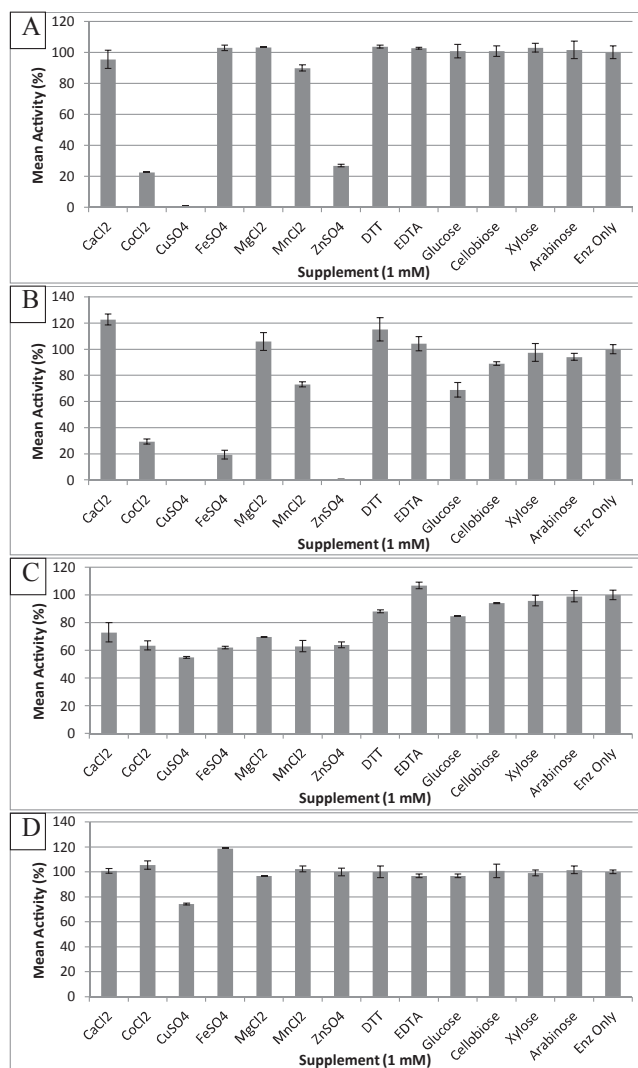 A
120
100
80
60
40
20
0
Mean Activity (%)
CaCl2 CoCl2 CuSO4 FeSO4 MgCl2 MnCl2 ZnSO4 DTT EDTA Glucose Cellobiose Xylose Arabinose Enz Only
Supplement (1 mM)
B
140
120
100
80
60
40
20
0
Mean Activity (%)
CaCl2 CoCl2 CuSO4 FeSO4 MgCl2 MnCl2 ZnSO4 DTT EDTA Glucose Cellobiose Xylose Arabinose Enz Only
Supplement (1 mM)
C
120
100
80
60
40
20
0
Mean Activity (%)
CaCl2 CoCl2 CuSO4 FeSO4 MgCl2 MnCl2 ZnSO4 DTT EDTA Glucose Cellobiose Xylose Arabinose Enz Only
Supplement (1 mM)
D
140
120
100
80
60
40
20
0
Mean Activity (%)
CaCl2 CoCl2 CuSO4 FeSO4 MgCl2 MnCl2 ZnSO4 DTT EDTA Glucose Cellobiose Xylose Arabinose Enz Only
Supplement (1 mM)